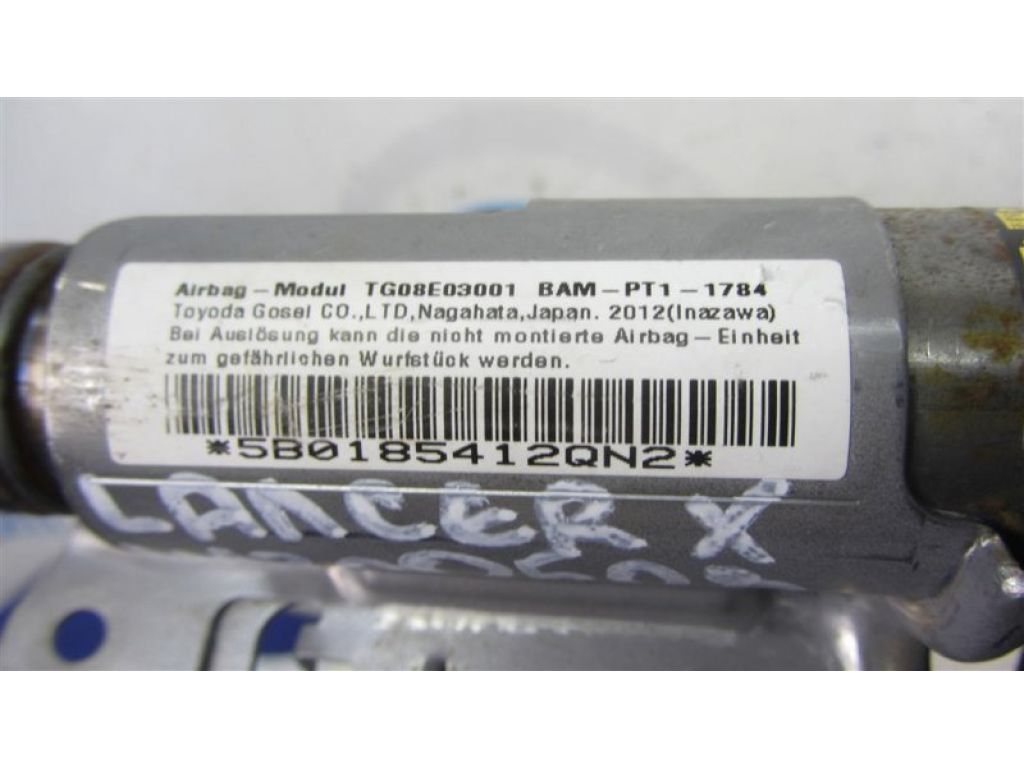 Airbag-Modul TG08E03001 BAM-PT1-1784
Toyoda Gosei CO.,LTD,Nagahata,Japan. 2012(Inazawa)
Bei Auslösung kann die nicht montierte Airbag-Einheit
zum gefährlichen Wurfstück werden.
*5B0185412QN2*
LANCER X